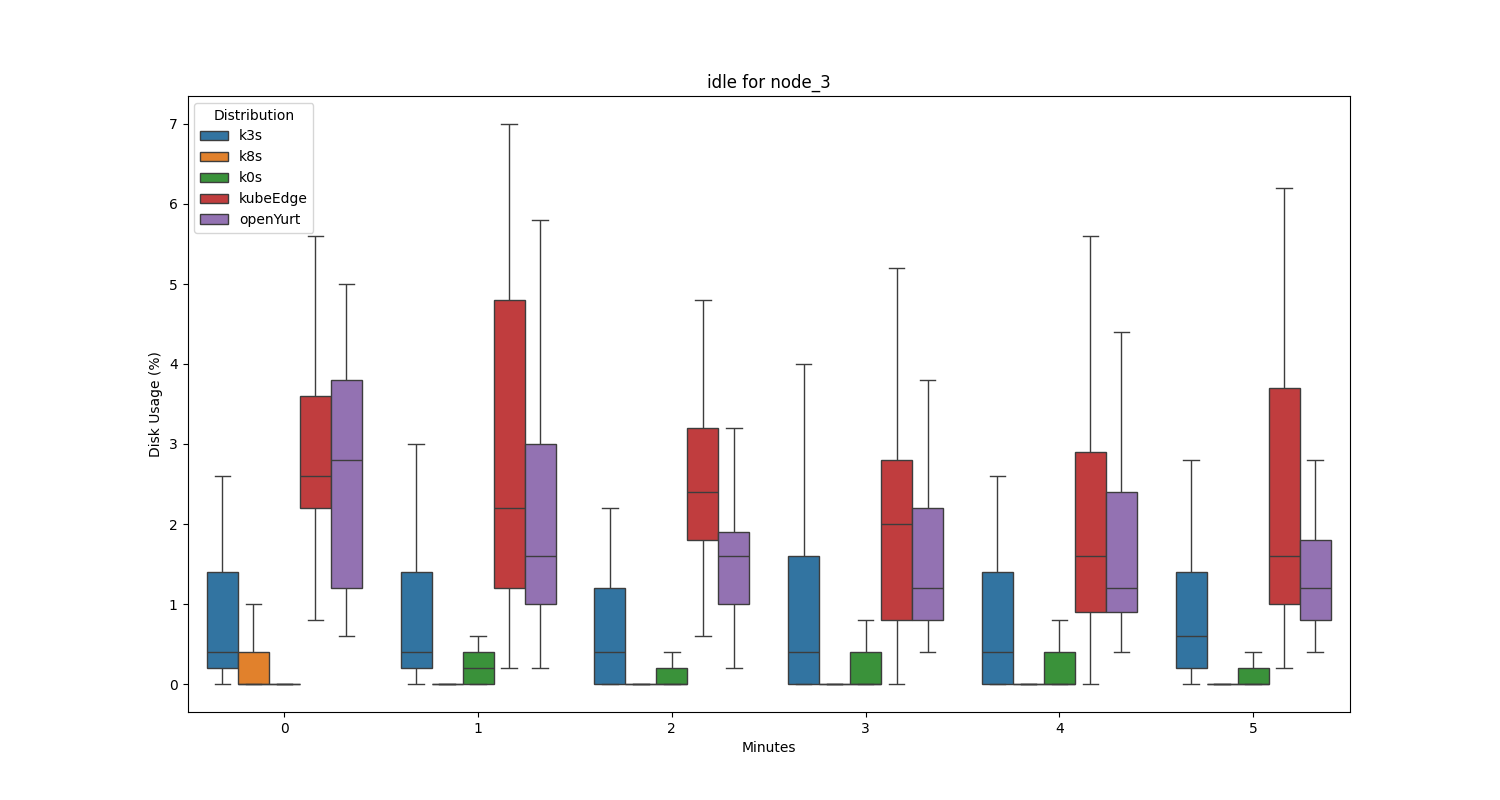 idle for node_3
Distribution
k3s
k8s
k0s
kubeEdge
openYurt
Disk Usage (%)
7
6
5
4
3
2
1
0
0 1 2 3 4 5
Minutes